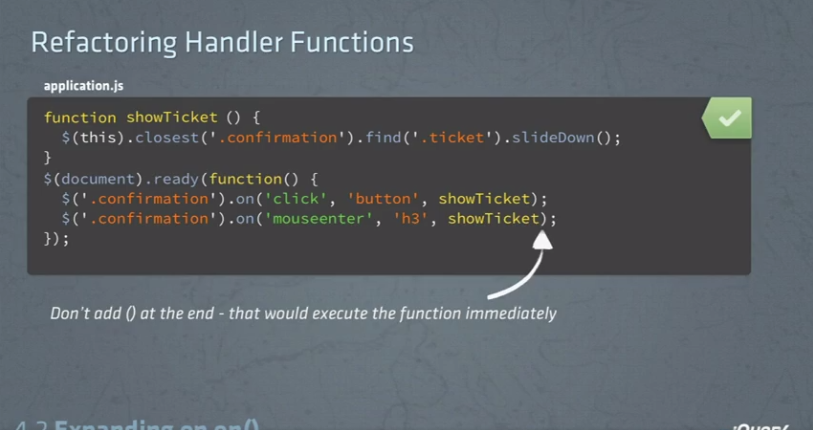 Refactoring Handler Functions
application.js
function showTicket () {
  $(this).closest('.confirmation').find('.ticket').slideDown();
}
$(document).ready(function() {
  $('.confirmation').on('click', 'button', showTicket);
  $('.confirmation').on('mouseenter', 'h3', showTicket);
});
Don't add () at the end - that would execute the function immediately
4.2 Expanding on on()
jQuery